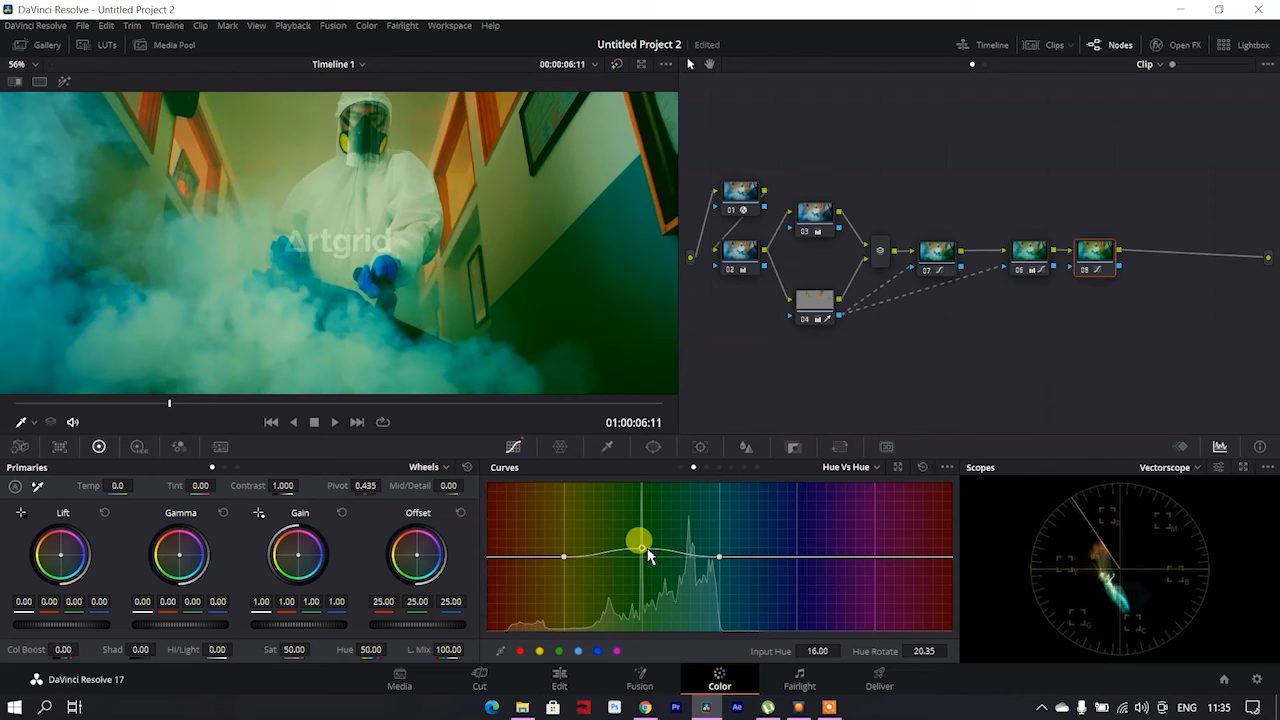 DaVinci Resolve - Untitled Project 2
DaVinci Resolve File Edit Trim Timeline Clip Mark View Playback Fusion Color Fairlight Workspace Help
Gallery LUTs Media Pool Untitled Project 2 Edited Timeline Clips Nodes Open FX Lightbox
56% Timeline 1 00:00:06:11 Clip
Artgrid
01
02
03
04
07
06
08
01:00:06:11
Primaries Wheels Curves Hue Vs Hue Scopes Vectorscope
A Temp 0.0 Tint 0.00 Contrast 1.000 Pivot 0.435 Mid/Detail 0.00
Lift Gamma Gain Offset
0.00 0.00 0.00 0.00 0.00 0.00 0.00 0.00 1.00 1.00 1.00 1.00 25.00 25.00 25.00
Col Boost 0.00 Shad 0.00 Hi/Light 0.00 Sat 50.00 Hue 50.00 L. Mix 100.00 Input Hue 16.00 Hue Rotate 20.35
DaVinci Resolve 17 Media Cut Edit Fusion Color Fairlight Deliver
Ps Pr Ae ENG 11:35